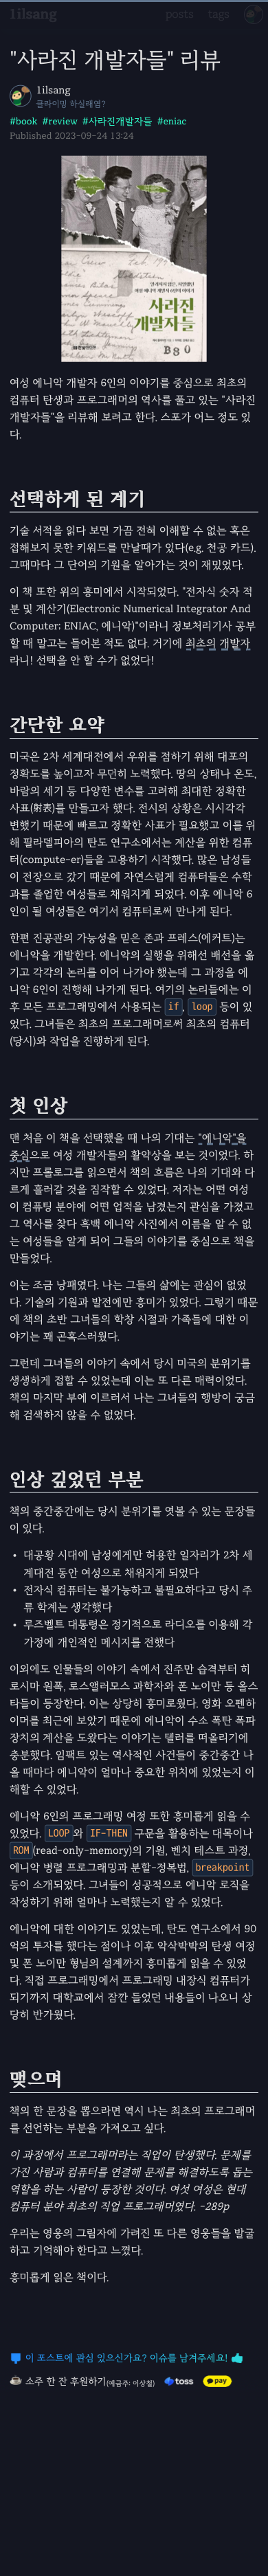 1ilsang
posts tags
"사라진 개발자들" 리뷰
1ilsang
클라이밍 하실래염?
#book #review #사라진개발자들 #eniac
Published 2023-09-24 13:24
사라진
개발자들
여성 에니악 개발자 6인의 이야기를 중심으로 최초의
컴퓨터 탄생과 프로그래머의 역사를 풀고 있는 "사라진
개발자들"을 리뷰해 보려고 한다. 스포가 어느 정도 있
다.
선택하게 된 계기
기술 서적을 읽다 보면 가끔 전혀 이해할 수 없는 혹은
접해보지 못한 키워드를 만날때가 있다(e.g. 천공 카드).
그때마다 그 단어의 기원을 알아가는 것이 재밌었다.
이 책 또한 위의 흥미에서 시작되었다. "전자식 숫자 적
분 및 계산기(Electronic Numerical Integrator And
Computer; ENIAC, 에니악)"이라니 정보처리기사 공부
할 때 말고는 들어본 적도 없다. 거기에 최초의 개발자
라니! 선택을 안 할 수가 없었다!
간단한 요약
미국은 2차 세계대전에서 우위를 점하기 위해 대포의
정확도를 높이고자 무던히 노력했다. 땅의 상태나 온도,
바람의 세기 등 다양한 변수를 고려해 최대한 정확한
사표(射表)를 만들고자 했다. 전시의 상황은 시시각각
변했기 때문에 빠르고 정확한 사표가 필요했고 이를 위
해 필라델피아의 탄도 연구소에서는 계산을 위한 컴퓨
터(compute-er)들을 고용하기 시작했다. 많은 남성들
이 전장으로 갔기 때문에 자연스럽게 컴퓨터들은 수학
과를 졸업한 여성들로 채워지게 되었다. 이후 에니악 6
인이 될 여성들은 여기서 컴퓨터로써 만나게 된다.
한편 진공관의 가능성을 믿은 존과 프레스(에커트)는
에니악을 개발한다. 에니악의 실행을 위해선 배선을 옮
기고 각각의 논리를 이어 나가야 했는데 그 과정을 에
니악 6인이 진행해 나가게 된다. 여기의 논리들에는 이
후 모든 프로그래밍에서 사용되는 if, loop 등이 있
었다. 그녀들은 최초의 프로그래머로써 최초의 컴퓨터
(당시)와 작업을 진행하게 된다.
첫 인상
맨 처음 이 책을 선택했을 때 나의 기대는 "에니악"을
중심으로 여성 개발자들의 활약상을 보는 것이었다. 하
지만 프롤로그를 읽으면서 책의 흐름은 나의 기대와 다
르게 흘러갈 것을 짐작할 수 있었다. 저자는 어떤 여성
이 컴퓨팅 분야에 어떤 업적을 남겼는지 관심을 가졌고
그 역사를 찾다 흑백 에니악 사진에서 이름을 알 수 없
는 여성들을 알게 되어 그들의 이야기를 중심으로 책을
만들었다.
이는 조금 낭패였다. 나는 그들의 삶에는 관심이 없었
다. 기술의 기원과 발전에만 흥미가 있었다. 그렇기 때문
에 책의 초반 그녀들의 학창 시절과 가족들에 대한 이
야기는 꽤 곤혹스러웠다.
그런데 그녀들의 이야기 속에서 당시 미국의 분위기를
생생하게 접할 수 있었는데 이는 또 다른 매력이었다.
책의 마지막 부에 이르러서 나는 그녀들의 행방이 궁금
해 검색하지 않을 수 없었다.
인상 깊었던 부분
책의 중간중간에는 당시 분위기를 엿볼 수 있는 문장들
이 있다.
• 대공황 시대에 남성에게만 허용한 일자리가 2차 세
계대전 동안 여성으로 채워지게 되었다
• 전자식 컴퓨터는 불가능하고 불필요하다고 당시 주
류 학계는 생각했다
• 루즈벨트 대통령은 정기적으로 라디오를 이용해 각
가정에 개인적인 메시지를 전했다
이외에도 인물들의 이야기 속에서 진주만 습격부터 히
로시마 원폭, 로스앨러모스 과학자와 폰 노이만 등 올스
타들이 등장한다. 이는 상당히 흥미로웠다. 영화 오펜하
이머를 최근에 보았기 때문에 에니악이 수소 폭탄 폭파
장치의 계산을 도왔다는 이야기는 텔러를 떠올리기에
충분했다. 임팩트 있는 역사적인 사건들이 중간중간 나
올 때마다 에니악이 얼마나 중요한 위치에 있었는지 이
해할 수 있었다.
에니악 6인의 프로그래밍 여정 또한 흥미롭게 읽을 수
있었다. LOOP와 IF-THEN 구문을 활용하는 대목이나
ROM(read-only-memory)의 기원, 벤치 테스트 과정,
에니악 병렬 프로그래밍과 분할-정복법, breakpoint
등이 소개되었다. 그녀들이 성공적으로 에니악 로직을
작성하기 위해 얼마나 노력했는지 알 수 있었다.
에니악에 대한 이야기도 있었는데, 탄도 연구소에서 90
억의 투자를 했다는 점이나 이후 악삭박박의 탄생 여정
및 폰 노이만 형님의 설계까지 흥미롭게 읽을 수 있었
다. 직접 프로그래밍에서 프로그래밍 내장식 컴퓨터가
되기까지 대학교에서 잠깐 들었던 내용들이 나오니 상
당히 반가웠다.
맺으며
책의 한 문장을 뽑으라면 역시 나는 최초의 프로그래머
를 선언하는 부분을 가져오고 싶다.
이 과정에서 프로그래머라는 직업이 탄생했다. 문제를
가진 사람과 컴퓨터를 연결해 문제를 해결하도록 돕는
역할을 하는 사람이 등장한 것이다. 여섯 여성은 현대
컴퓨터 분야 최초의 직업 프로그래머였다. -289p
우리는 영웅의 그림자에 가려진 또 다른 영웅들을 발굴
하고 기억해야 한다고 느꼈다.
흥미롭게 읽은 책이다.
이 포스트에 관심 있으신가요? 이슈를 남겨주세요!
소주 한 잔 후원하기(예금주: 이상철) toss pay